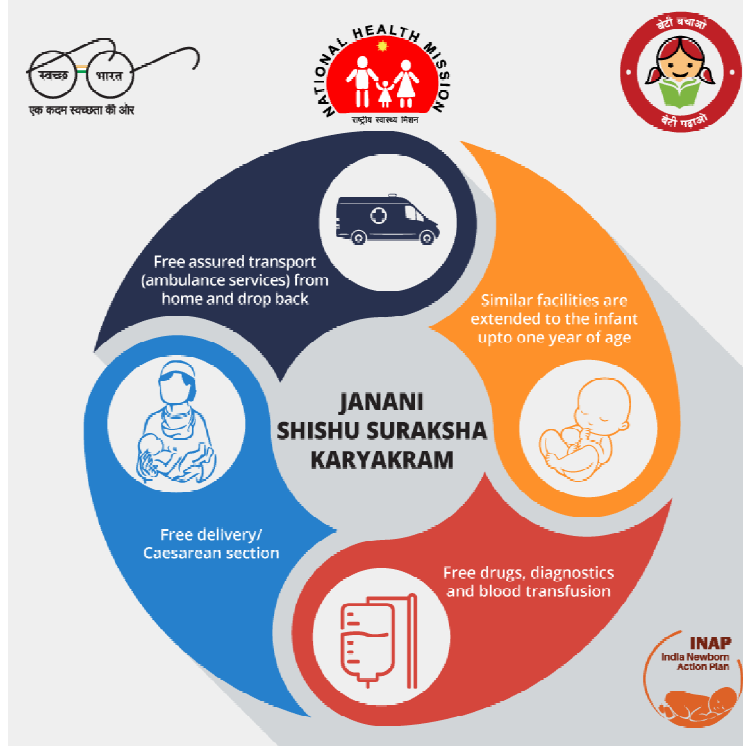 स्वच्छ भारत
एक कदम स्वच्छता की ओर
NATIONAL HEALTH MISSION
राष्ट्रीय स्वास्थ्य मिशन
बेटी बचाओ
बेटी पढ़ाओ
Free assured transport
(ambulance services) from
home and drop back
Similar facilities are
extended to the infant
upto one year of age
JANANI
SHISHU SURAKSHA
KARYAKRAM
Free delivery/
Caesarean section
Free drugs, diagnostics
and blood transfusion
INAP
India Newborn
Action Plan